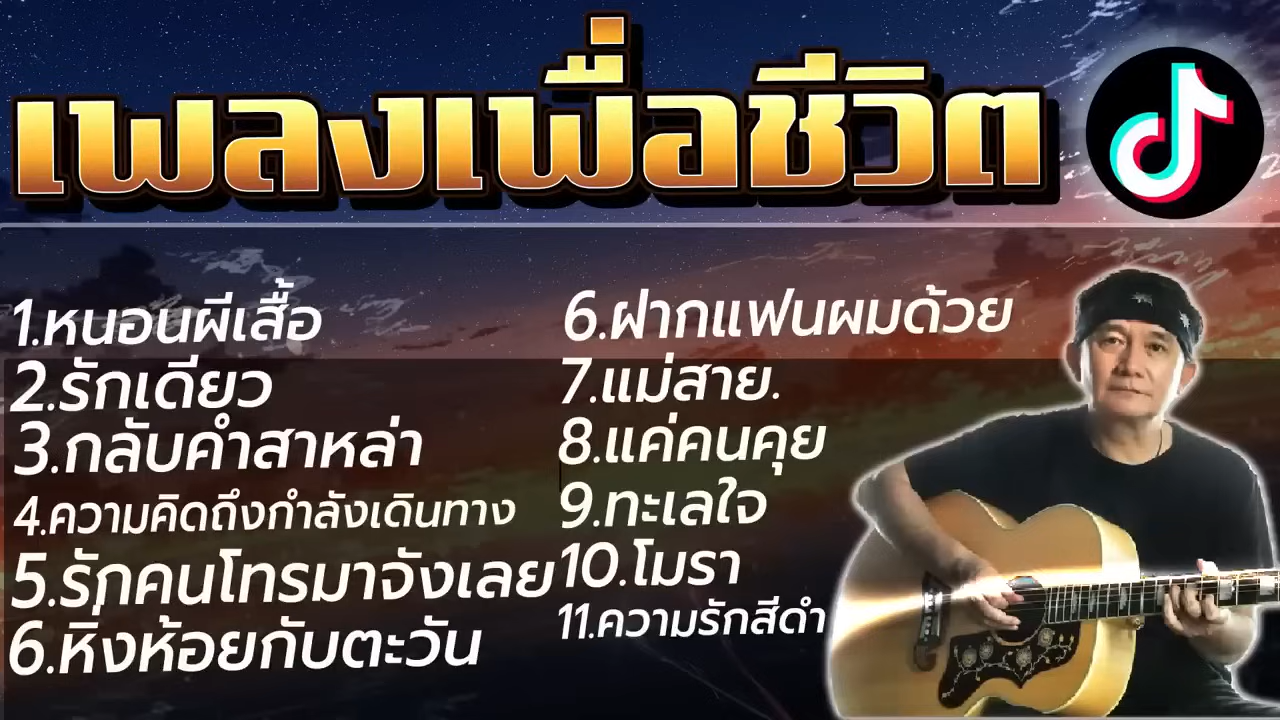 เพลงเพื่อชีวิต
1.หนอนผีเสื้อ
2.รักเดียว
3.กลับคำสาหล่า
4.ความคิดถึงกำลังเดินทาง
5.รักคนโทรมาจังเลย
6.หิ่งห้อยกับตะวัน
6.ฝากแฟนผมด้วย
7.แม่สาย.
8.แค่คนคุย
9.ทะเลใจ
10.โมรา
11.ความรักสีดำ